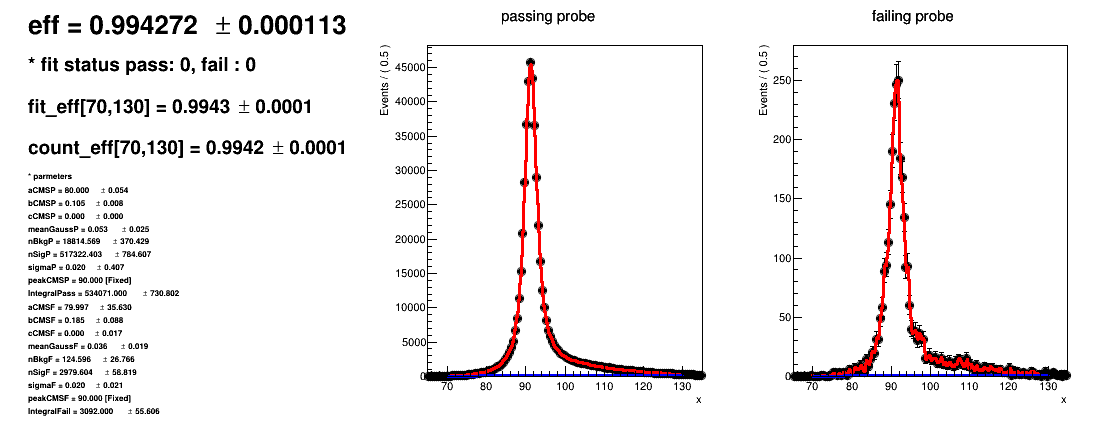 eff = 0.994272 ± 0.000113
* fit status pass: 0, fail : 0
fit_eff[70,130] = 0.9943 ± 0.0001
count_eff[70,130] = 0.9942 ± 0.0001
* parmeters
aCMSP = 80.000 ± 0.054
bCMSP = 0.105 ± 0.008
cCMSP = 0.000 ± 0.000
meanGaussP = 0.053 ± 0.025
nBkgP = 18814.569 ± 370.429
nSigP = 517322.403 ± 784.607
sigmaP = 0.020 ± 0.407
peakCMSP = 90.000 [Fixed]
IntegralPass = 534071.000 ± 730.802
aCMSF = 79.997 ± 35.630
bCMSF = 0.185 ± 0.088
cCMSF = 0.000 ± 0.017
meanGaussF = 0.036 ± 0.019
nBkgF = 124.596 ± 26.766
nSigF = 2979.604 ± 58.819
sigmaF = 0.020 ± 0.021
peakCMSF = 90.000 [Fixed]
IntegralFail = 3092.000 ± 55.606
passing probe
Events / ( 0.5 )
45000
40000
35000
30000
25000
20000
15000
10000
5000
0
70 80 90 100 110 120 130
x
failing probe
Events / ( 0.5 )
250
200
150
100
50
0
70 80 90 100 110 120 130
x